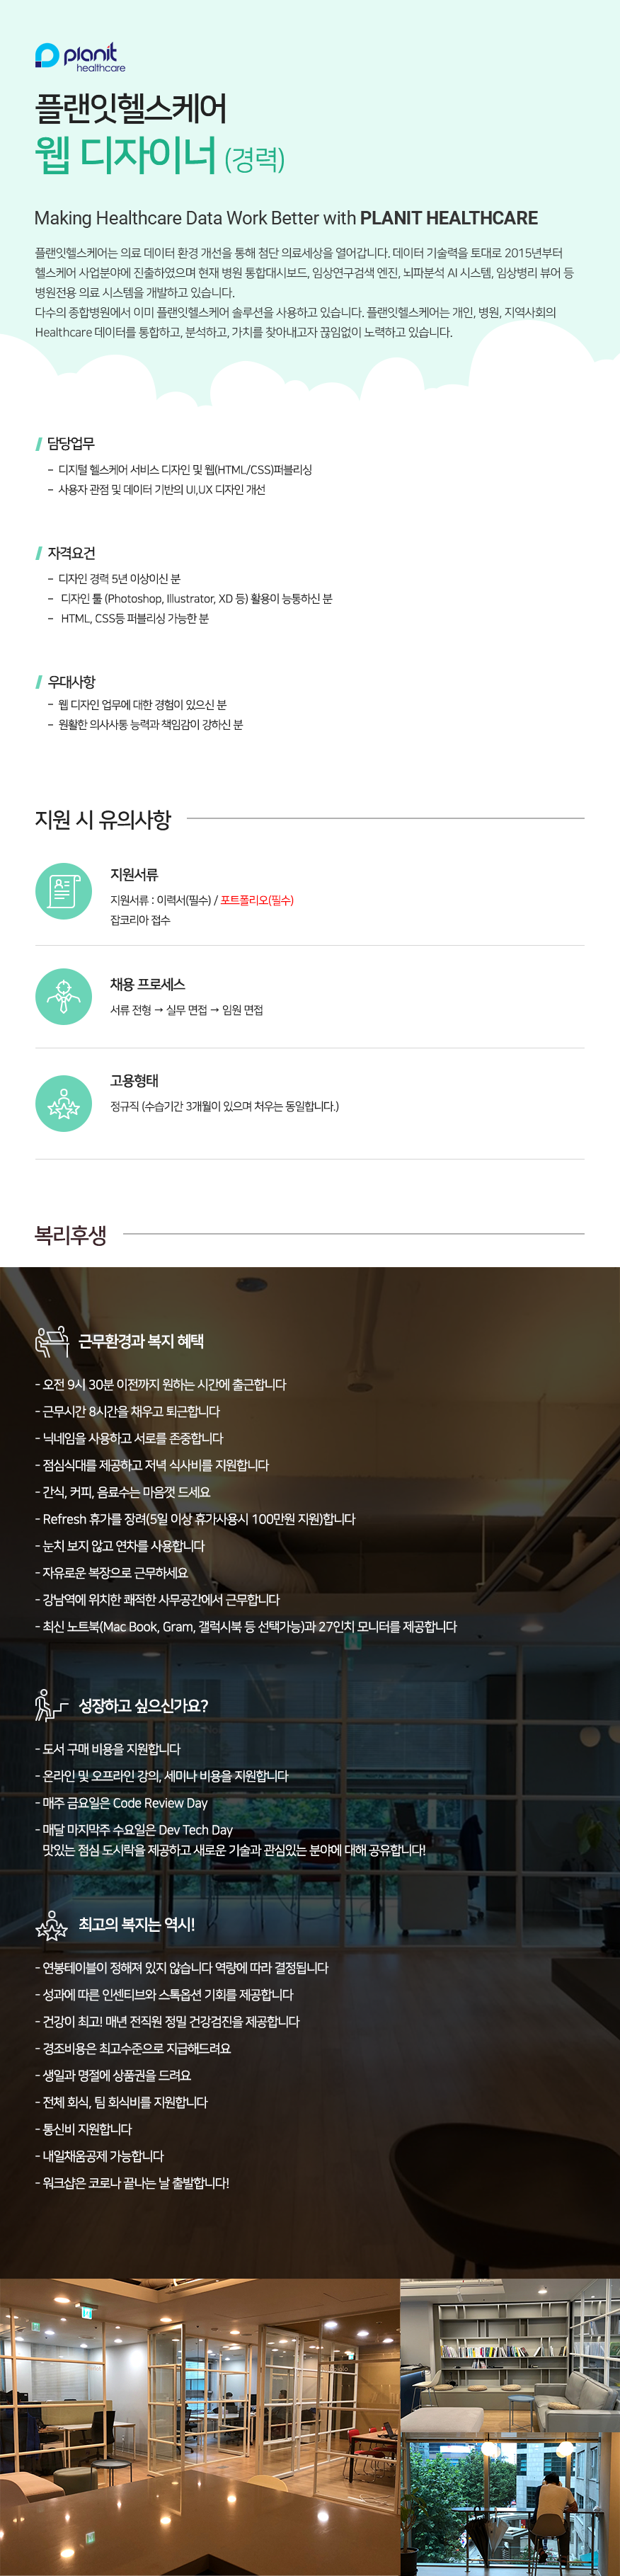 planit
healthcare
플랜잇헬스케어
웹 디자이너 (경력)
Making Healthcare Data Work Better with PLANIT HEALTHCARE
플랜잇헬스케어는 의료 데이터 환경 개선을 통해 첨단 의료세상을 열어갑니다. 데이터 기술력을 토대로 2015년부터
헬스케어 사업분야에 진출하였으며 현재 병원 통합대시보드, 임상연구검색 엔진, 뇌파분석 AI 시스템, 임상병리 뷰어 등
병원전용 의료 시스템을 개발하고 있습니다.
다수의 종합병원에서 이미 플랜잇헬스케어 솔루션을 사용하고 있습니다. 플랜잇헬스케어는 개인, 병원, 지역사회의
Healthcare 데이터를 통합하고, 분석하고, 가치를 찾아내고자 끊임없이 노력하고 있습니다.
담당업무
- 디지털 헬스케어 서비스 디자인 및 웹(HTML/CSS)퍼블리싱
- 사용자 관점 및 데이터 기반의 UI,UX 디자인 개선
자격요건
- 디자인 경력 5년 이상이신 분
- 디자인 툴 (Photoshop, Illustrator, XD 등) 활용이 능통하신 분
- HTML, CSS등 퍼블리싱 가능한 분
우대사항
- 웹 디자인 업무에 대한 경험이 있으신 분
- 원활한 의사사통 능력과 책임감이 강하신 분
지원 시 유의사항
지원서류
지원서류 : 이력서(필수) / 포트폴리오(필수)
잡코리아 접수
채용 프로세스
서류 전형 → 실무 면접 → 임원 면접
고용형태
정규직 (수습기간 3개월이 있으며 처우는 동일합니다.)
복리후생
근무환경과 복지 혜택
- 오전 9시 30분 이전까지 원하는 시간에 출근합니다
- 근무시간 8시간을 채우고 퇴근합니다
- 닉네임을 사용하고 서로를 존중합니다
- 점심식대를 제공하고 저녁 식사비를 지원합니다
- 간식, 커피, 음료수는 마음껏 드세요
- Refresh 휴가를 장려(5일 이상 휴가사용시 100만원 지원)합니다
- 눈치 보지 않고 연차를 사용합니다
- 자유로운 복장으로 근무하세요
- 강남역에 위치한 쾌적한 사무공간에서 근무합니다
- 최신 노트북(Mac Book, Gram, 갤럭시북 등 선택가능)과 27인치 모니터를 제공합니다
성장하고 싶으신가요?
- 도서 구매 비용을 지원합니다
- 온라인 및 오프라인 강의, 세미나 비용을 지원합니다
- 매주 금요일은 Code Review Day
- 매달 마지막주 수요일은 Dev Tech Day
맛있는 점심 도시락을 제공하고 새로운 기술과 관심있는 분야에 대해 공유합니다!
최고의 복지는 역시!
- 연봉테이블이 정해져 있지 않습니다 역량에 따라 결정됩니다
- 성과에 따른 인센티브와 스톡옵션 기회를 제공합니다
- 건강이 최고! 매년 전직원 정밀 건강검진을 제공합니다
- 경조비용은 최고수준으로 지급해드려요
- 생일과 명절에 상품권을 드려요
- 전체 회식, 팀 회식비를 지원합니다
- 통신비 지원합니다
- 내일채움공제 가능합니다
- 워크샵은 코로나 끝나는 날 출발합니다!